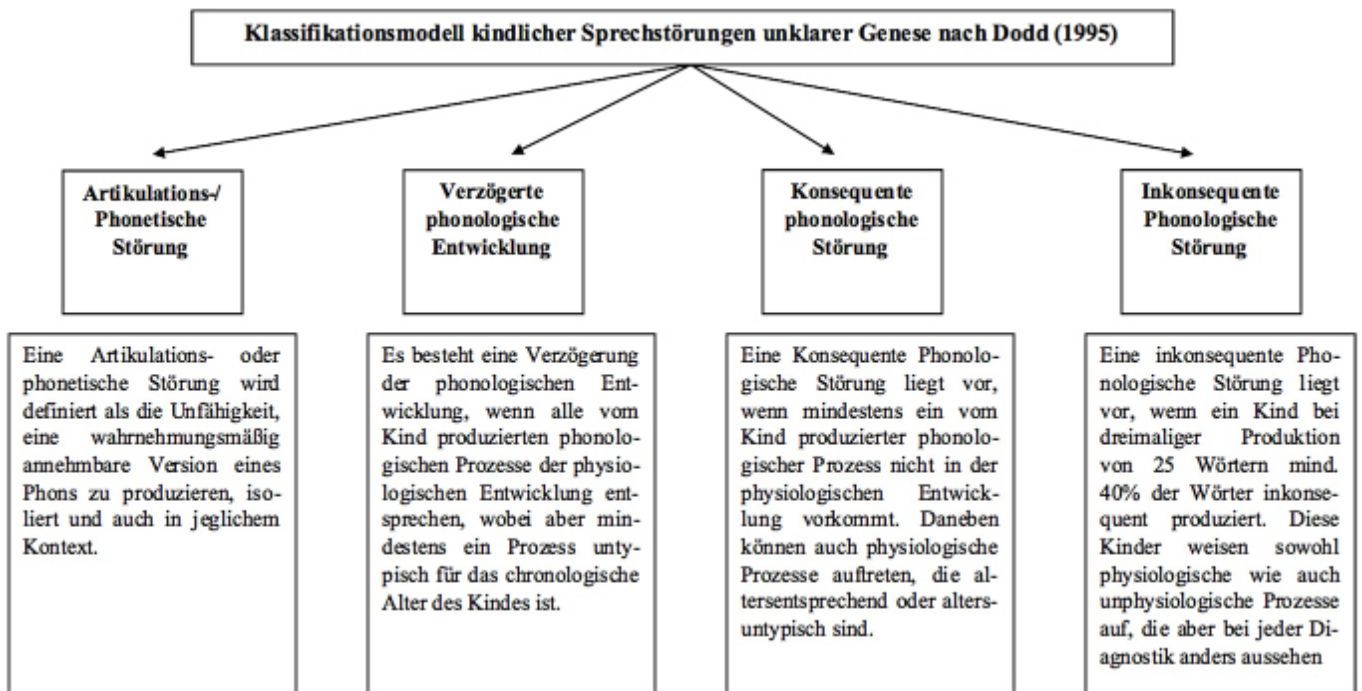 Klassifikationsmodell kindlicher Sprechstörungen unklarer Genese nach Dodd (1995)
Artikulations-/
Phonetische
Störung
Verzögerte
phonologische
Entwicklung
Konsequente
phonologische
Störung
Inkonsequente
Phonologische
Störung
Eine Artikulations- oder
phonetische Störung wird
definiert als die Unfähigkeit,
eine wahrnehmungsmäßig
annehmbare Version eines
Phons zu produzieren, iso-
liert und auch in jeglichem
Kontext.
Es besteht eine Verzögerung
der phonologischen Ent-
wicklung, wenn alle vom
Kind produzierten phonolo-
gischen Prozesse der physio-
logischen Entwicklung ent-
sprechen, wobei aber min-
destens ein Prozess unty-
pisch für das chronologische
Alter des Kindes ist.
Eine Konsequente Phonolo-
gische Störung liegt vor,
wenn mindestens ein vom
Kind produzierter phonolo-
gischer Prozess nicht in der
physiologischen Entwick-
lung vorkommt. Daneben
können auch physiologische
Prozesse auftreten, die al-
tersentsprechend oder alters-
untypisch sind.
Eine inkonsequente Pho-
nologische Störung liegt
vor, wenn ein Kind bei
dreimaliger Produktion
von 25 Wörtern mind.
40% der Wörter inkonse-
quent produziert. Diese
Kinder weisen sowohl
physiologische wie auch
unphysiologische Prozesse
auf, die aber bei jeder Di-
agnostik anders aussehen